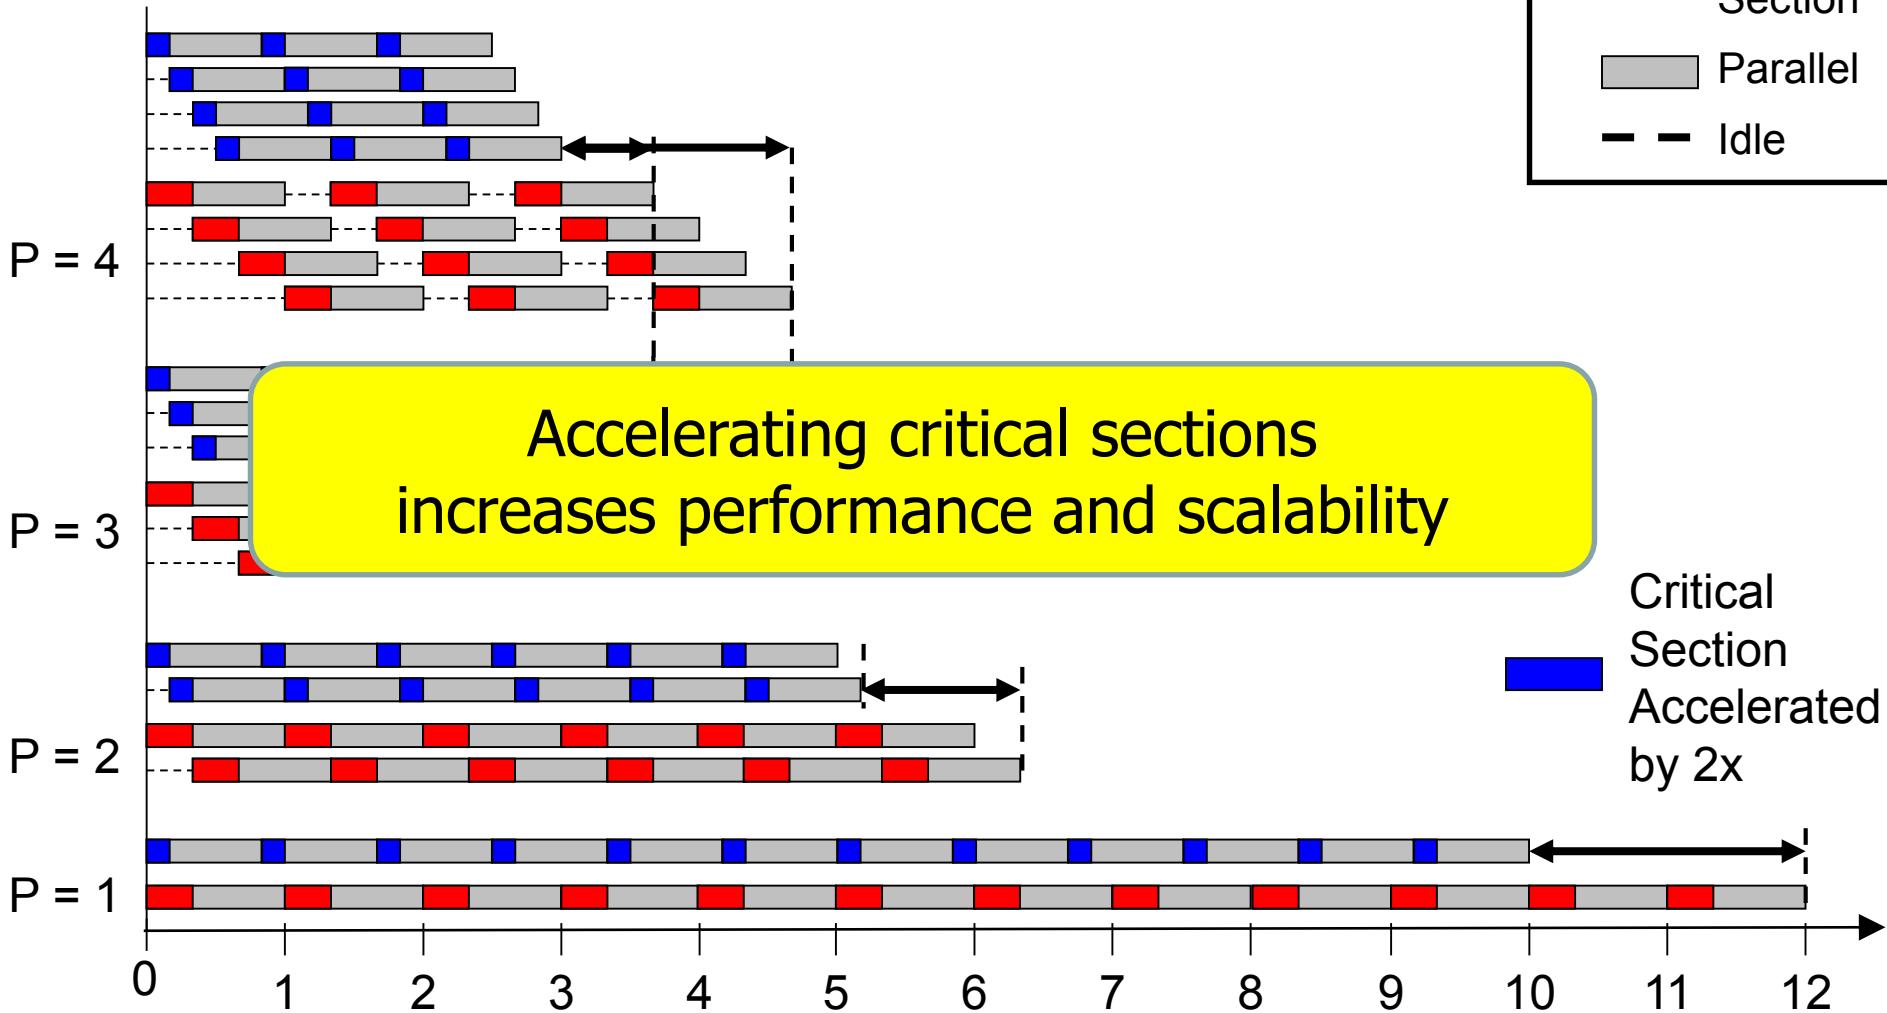 Section
Parallel
Idle
P = 4
Accelerating critical sections
increases performance and scalability
P = 3
Critical
Section
Accelerated
by 2x
P = 2
P = 1
0 1 2 3 4 5 6 7 8 9 10 11 12